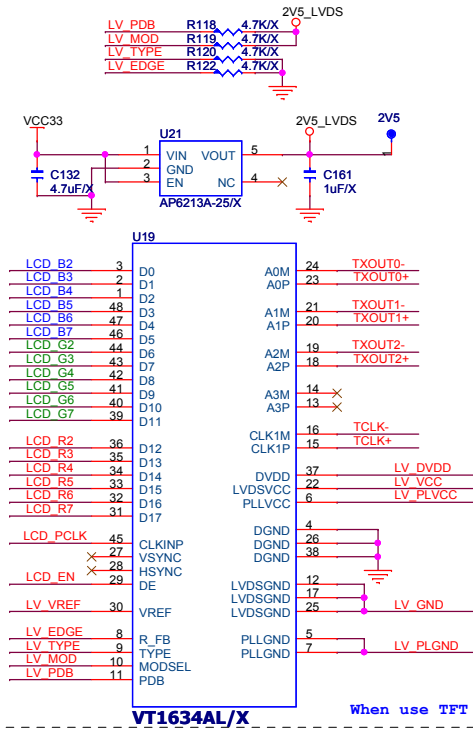 2V5_LVDS
LV_PDB R118 4.7K/X
LV_MOD R119 4.7K/X
LV_TYPE R120 4.7K/X
LV_EDGE R122 4.7K/X
VCC33 U21 2V5_LVDS 2V5
1 VIN VOUT 5
2 GND
3 EN NC 4
C132
4.7uF/X
C161
1uF/X
AP6213A-25/X
U19
LCD_B2 3 D0 A0M 24 TXOUT0-
LCD_B3 2 D1 A0P 23 TXOUT0+
LCD_B4 1 D2
LCD_B5 48 D3 A1M 21 TXOUT1-
LCD_B6 47 D4 A1P 20 TXOUT1+
LCD_B7 46 D5
LCD_G2 44 D6 A2M 19 TXOUT2-
LCD_G3 43 D7 A2P 18 TXOUT2+
LCD_G4 42 D8
LCD_G5 41 D9 A3M 14
LCD_G6 40 D10 A3P 13
LCD_G7 39 D11
CLK1M 16 TCLK-
LCD_R2 36 D12 CLK1P 15 TCLK+
LCD_R3 35 D13
LCD_R4 34 D14 DVDD 37 LV_DVDD
LCD_R5 33 D15 LVDSVCC 22 LV_VCC
LCD_R6 32 D16 PLLVCC 6 LV_PLVCC
LCD_R7 31 D17
DGND 4
LCD_PCLK 45 CLKINP DGND 26
27 VSYNC DGND 38
28 HSYNC
LCD_EN 29 DE LVDSGND 12
LVDSGND 17
LV_VREF 30 VREF LVDSGND 25 LV_GND
LV_EDGE 8 R_FB PLLGND 5
LV_TYPE 9 TYPE PLLGND 7 LV_PLGND
LV_MOD 10 MODSEL
LV_PDB 11 PDB
VT1634AL/X
When use TFT